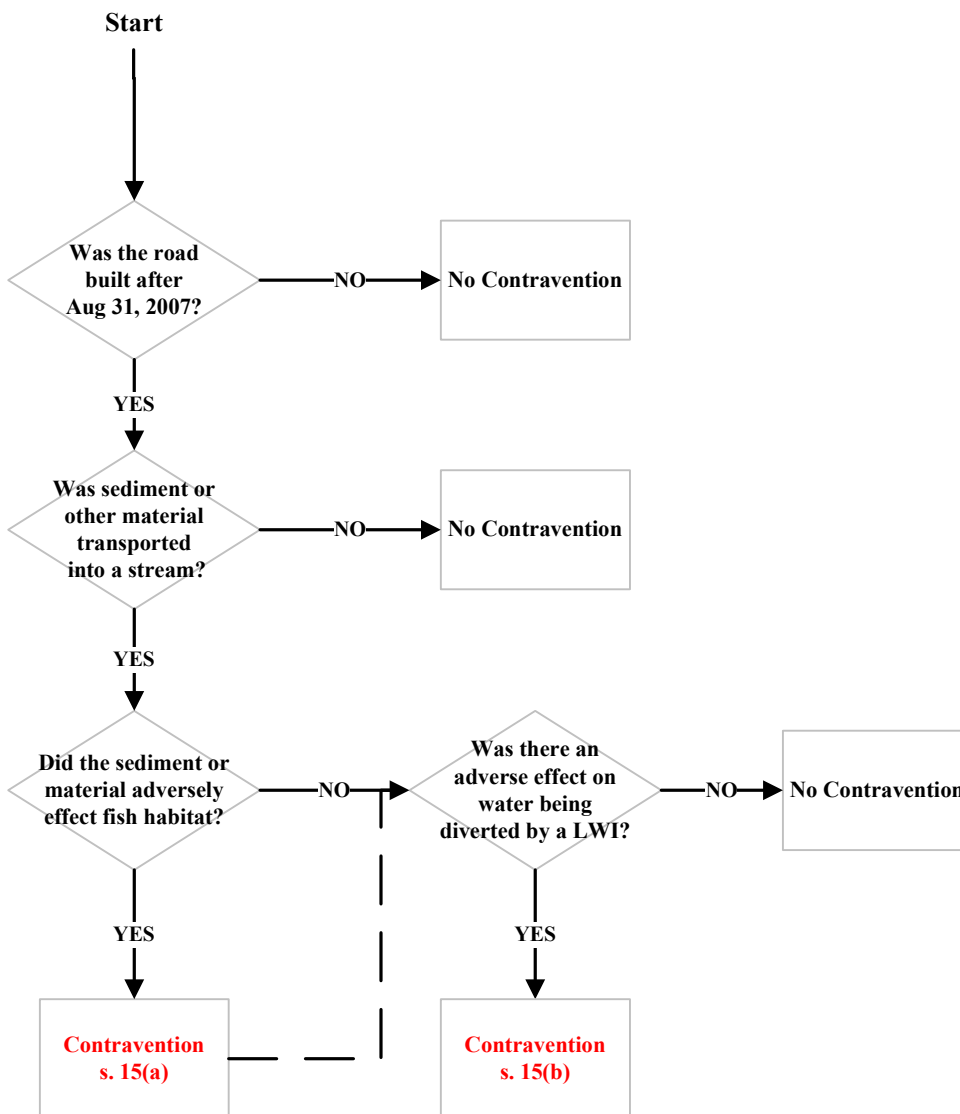 Start
Was the road
built after
Aug 31, 2007?
NO
No Contravention
YES
Was sediment or
other material
transported
into a stream?
NO
No Contravention
YES
Did the sediment or
material adversely
effect fish habitat?
NO
Was there an
adverse effect on
water being
diverted by a LWI?
NO
No Contravention
YES
YES
Contravention
s. 15(a)
Contravention
s. 15(b)